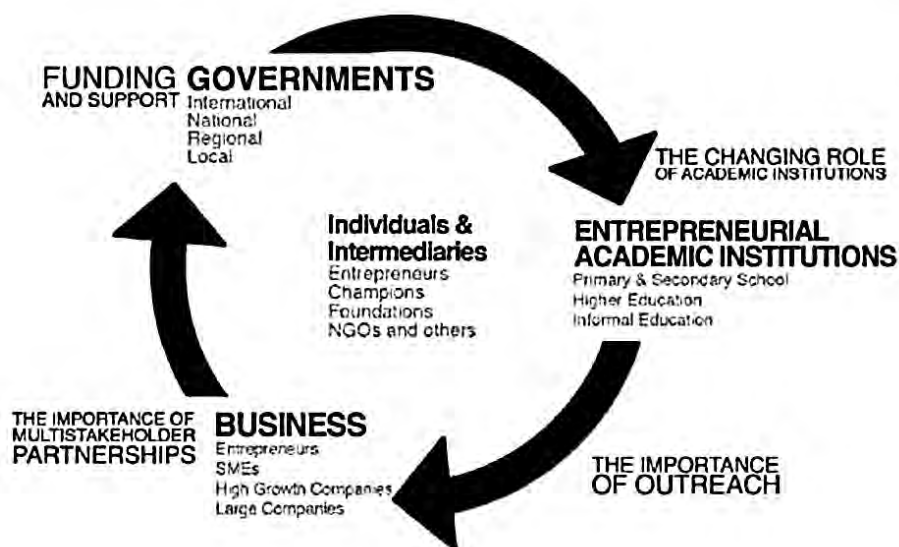 FUNDING
AND SUPPORT
GOVERNMENTS
International
National
Regional
Local
THE CHANGING ROLE
OF ACADEMIC INSTITUTIONS
Individuals &
Intermediaries
Entrepreneurs
Champions
Foundations
NGOs and others
ENTREPRENEURIAL
ACADEMIC INSTITUTIONS
Primary & Secondary School
Higher Education
Informal Education
THE IMPORTANCE OF
MULTISTAKEHOLDER
PARTNERSHIPS
BUSINESS
Entrepreneurs
SMEs
High Growth Companies
Large Companies
THE IMPORTANCE
OF OUTREACH